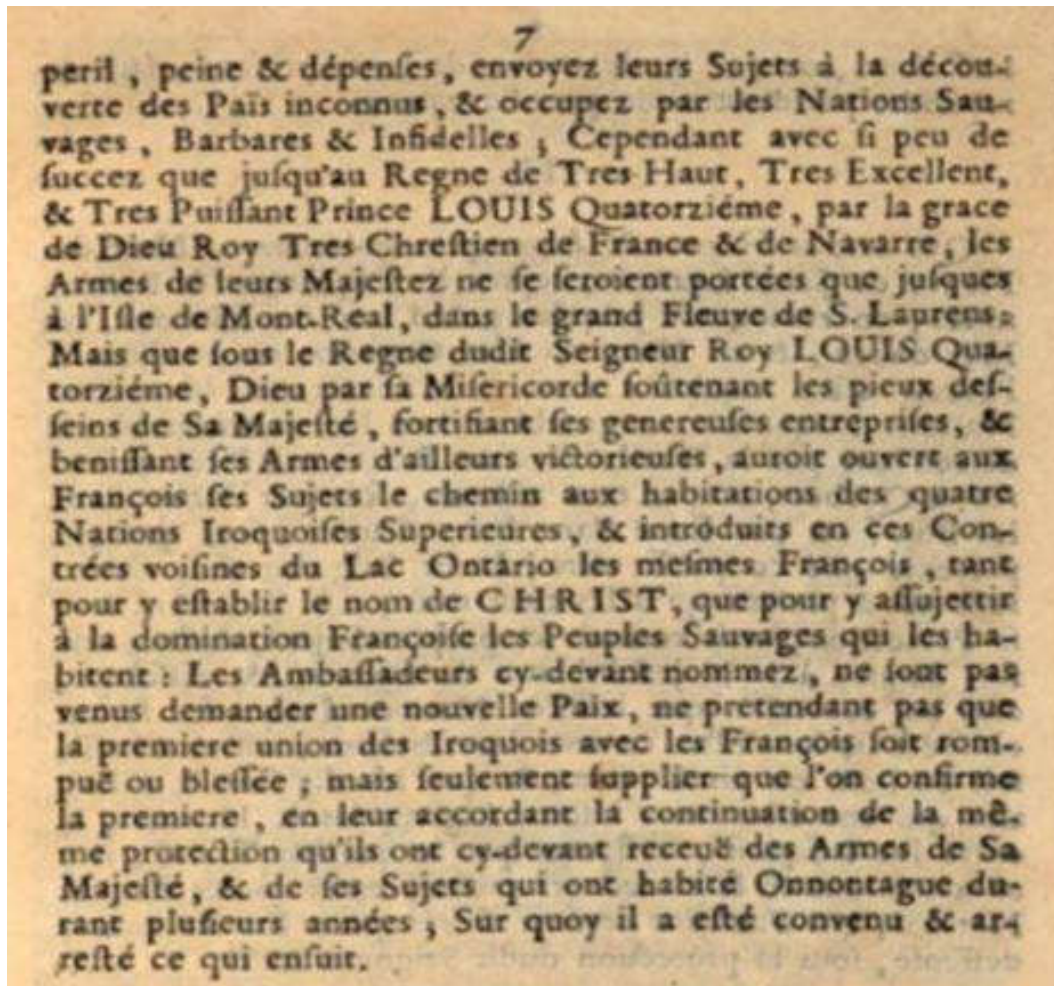 7
peril, peine & dépenſes, envoyez leurs Sujets à la décou-
verte des Païs inconnus, & occupez par les Nations Sau-
vages, Barbares & Infidelles; Cependant avec ſi peu de
ſuccez que juſqu'au Regne de Tres Haut, Tres Excellent,
& Tres Puiſſant Prince LOUIS Quatorziéme, par la grace
de Dieu Roy Tres Chreſtien de France & de Navarre, les
Armes de leurs Majeſtez ne ſe ſeroient portées que juſques
à l'Iſle de Mont-Real, dans le grand Fleuve de S. Laurens.
Mais que ſous le Regne dudit Seigneur Roy LOUIS Qua-
torziéme, Dieu par ſa Miſericorde ſoûtenant les pieux deſ-
ſeins de Sa Majeſté, fortifiant ſes genereuſes entrepriſes, &
beniſſant ſes Armes d'ailleurs victorieuſes, auroit ouvert aux
François ſes Sujets le chemin aux habitations des quatre
Nations Iroquoiſes Superieures, & introduits en ces Con-
trées voiſines du Lac Ontario les meſmes François, tant
pour y eſtablir le nom de CHRIST, que pour y aſſujettir
à la domination Françoiſe les Peuples Sauvages qui les ha-
bitent: Les Ambaſſadeurs cy-devant nommez, ne ſont pas
venus demander une nouvelle Paix, ne pretendant pas que
la premiere union des Iroquois avec les François ſoit rom-
puë ou bleſſée; mais ſeulement ſupplier que l'on confirme
la premiere, en leur accordant la continuation de la mê-
me protection qu'ils ont cy-devant receuë des Armes de Sa
Majeſté, & de ſes Sujets qui ont habité Onnontague du-
rant pluſieurs années; Sur quoy il a eſté convenu & ar-
reſté ce qui enſuit.